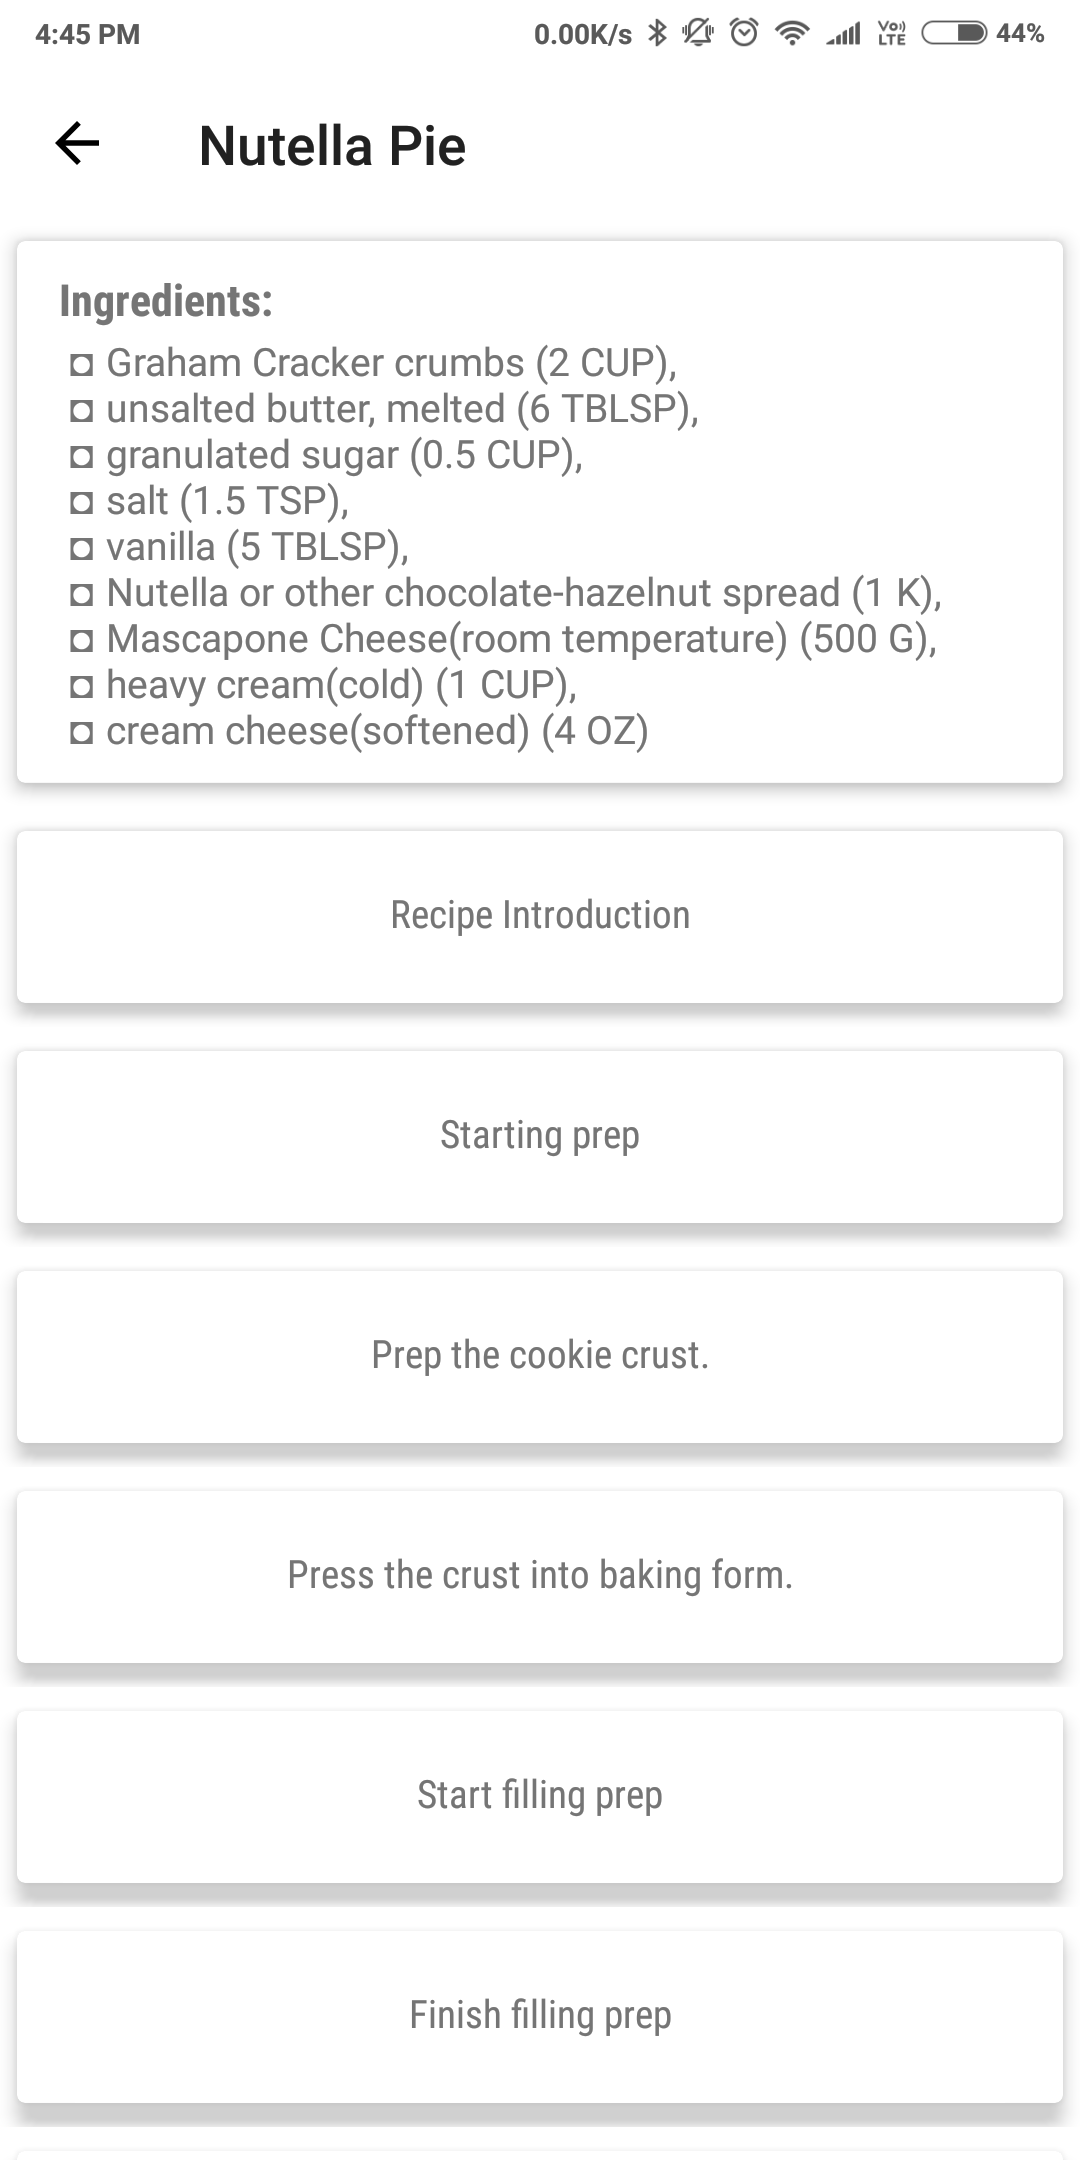 4:45 PM 0.00K/s Vo)) LTE 44%
Nutella Pie
Ingredients:
◘ Graham Cracker crumbs (2 CUP),
◘ unsalted butter, melted (6 TBLSP),
◘ granulated sugar (0.5 CUP),
◘ salt (1.5 TSP),
◘ vanilla (5 TBLSP),
◘ Nutella or other chocolate-hazelnut spread (1 K),
◘ Mascapone Cheese(room temperature) (500 G),
◘ heavy cream(cold) (1 CUP),
◘ cream cheese(softened) (4 OZ)
Recipe Introduction
Starting prep
Prep the cookie crust.
Press the crust into baking form.
Start filling prep
Finish filling prep